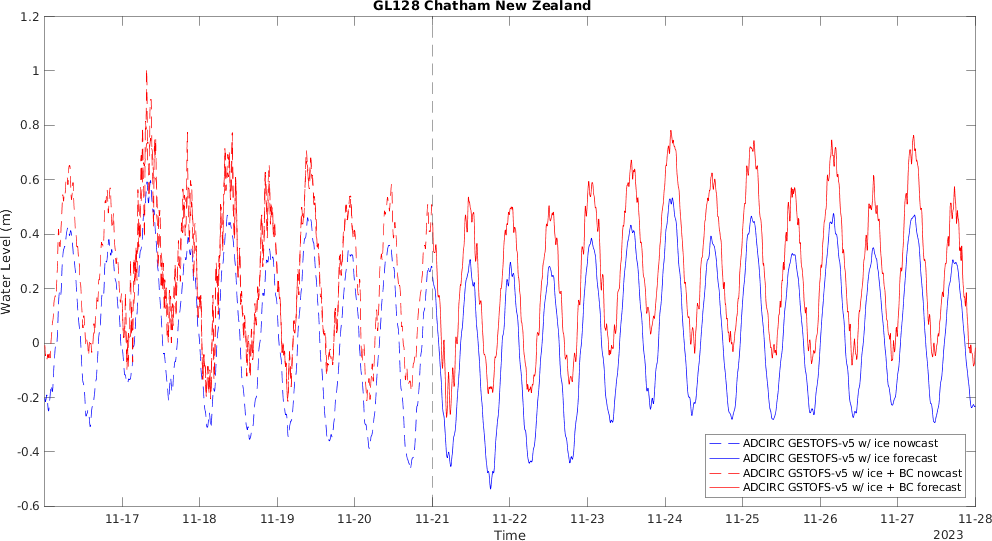 GL128 Chatham New Zealand
1.2
1
0.8
0.6
0.4
0.2
0
-0.2
-0.4
-0.6
Water Level (m)
ADCIRC GESTOFS-v5 w/ ice nowcast
ADCIRC GESTOFS-v5 w/ ice forecast
ADCIRC GSTOFS-v5 w/ ice + BC nowcast
ADCIRC GSTOFS-v5 w/ ice + BC forecast
11-17 11-18 11-19 11-20 11-21 11-22 11-23 11-24 11-25 11-26 11-27 11-28
Time
2023